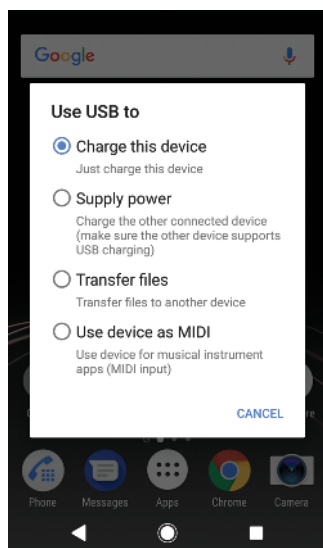 Google
Use USB to
Charge this device
Just charge this device
Supply power
Charge the other connected device
(make sure the other device supports
USB charging)
Transfer files
Transfer files to another device
Use device as MIDI
Use device for musical instrument
apps (MIDI input)
CANCEL
Phone Messages Apps Chrome Camera